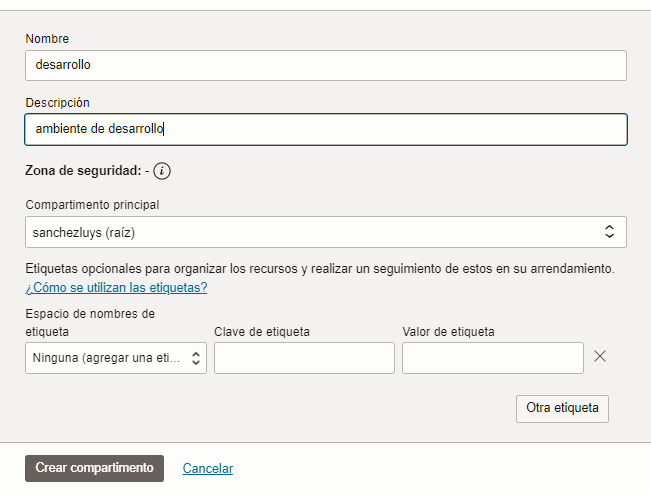 Nombre
desarrollo
Descripción
ambiente de desarrollo
Zona de seguridad: - i
Compartimento principal
sanchezluys (raíz)
Etiquetas opcionales para organizar los recursos y realizar un seguimiento de estos en su arrendamiento.
¿Cómo se utilizan las etiquetas?
Espacio de nombres de
etiqueta
Clave de etiqueta
Valor de etiqueta
Ninguna (agregar una eti...
Otra etiqueta
Crear compartimento
Cancelar